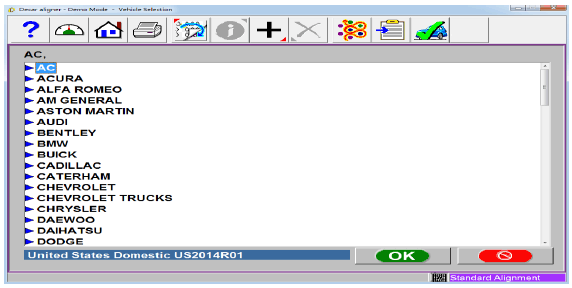 Desar aligner - Demo Mode - Vehicle Selection
?
AC,
AC
ACURA
ALFA ROMEO
AM GENERAL
ASTON MARTIN
AUDI
BENTLEY
BMW
BUICK
CADILLAC
CATERHAM
CHEVROLET
CHEVROLET TRUCKS
CHRYSLER
DAEWOO
DAIHATSU
DODGE
United States Domestic US2014R01
OK
Standard Alignment